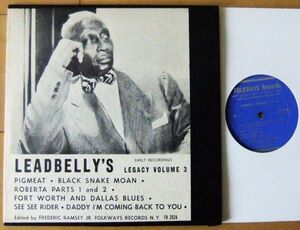 EARLY RECORDINGS
LEADBELLY'S LEGACY VOLUME 3
PIGMEAT • BLACK SNAKE MOAN •
ROBERTA PARTS 1 and 2 •
FORT WORTH AND DALLAS BLUES •
SEE SEE RIDER • DADDY I'M COMING BACK TO YOU •
Edited by FREDERIC RAMSEY JR. FOLKWAYS RECORDS N.Y. FA 2024
FOLKWAYS Records